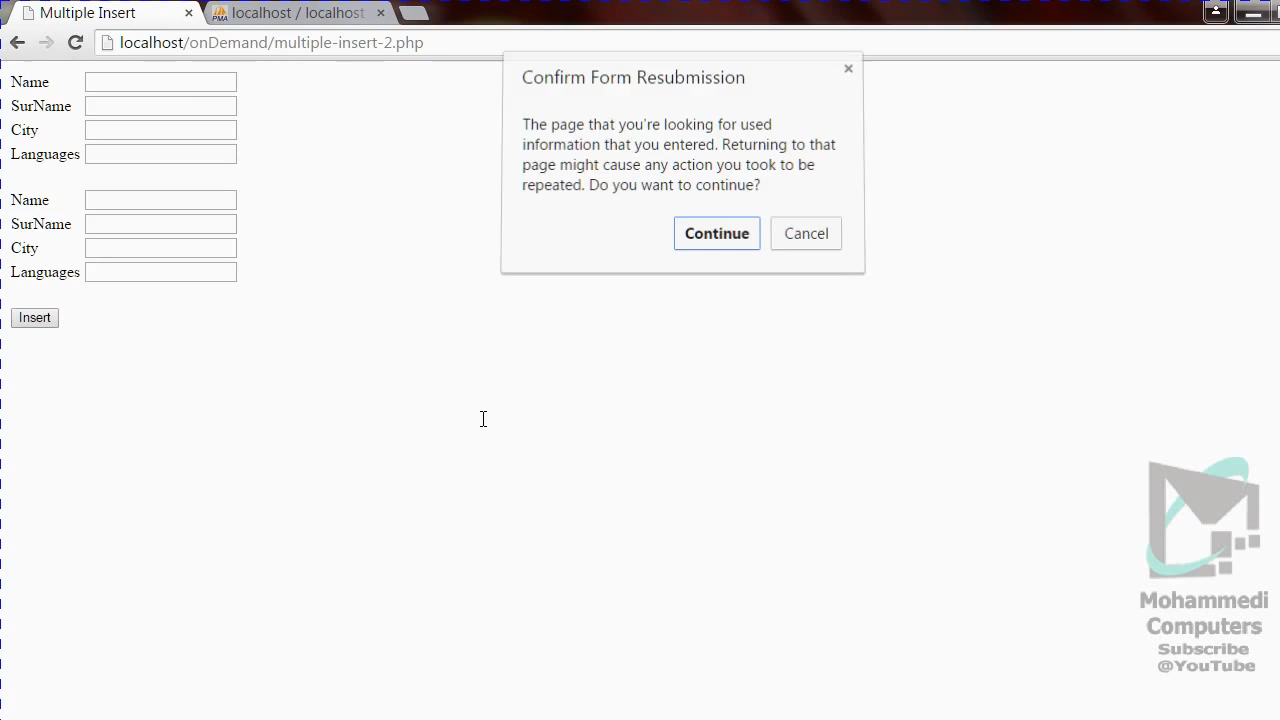 Multiple Insert
localhost / localhost
localhost/onDemand/multiple-insert-2.php
Confirm Form Resubmission
The page that you're looking for used
information that you entered. Returning to that
page might cause any action you took to be
repeated. Do you want to continue?
Continue
Cancel
Name
SurName
City
Languages
Name
SurName
City
Languages
Insert
Mohammedi
Computers
Subscribe
@YouTube